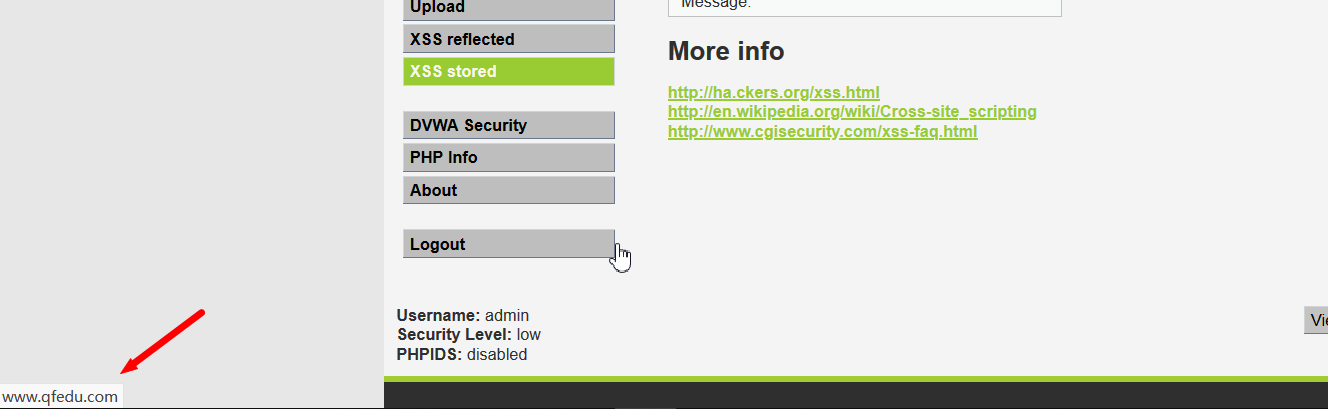 Upload
XSS reflected
XSS stored
DVWA Security
PHP Info
About
Logout
Username: admin
Security Level: low
PHPIDS: disabled
Message:
More info
http://ha.ckers.org/xss.html
http://en.wikipedia.org/wiki/Cross-site_scripting
http://www.cgisecurity.com/xss-faq.html
www.qfedu.com